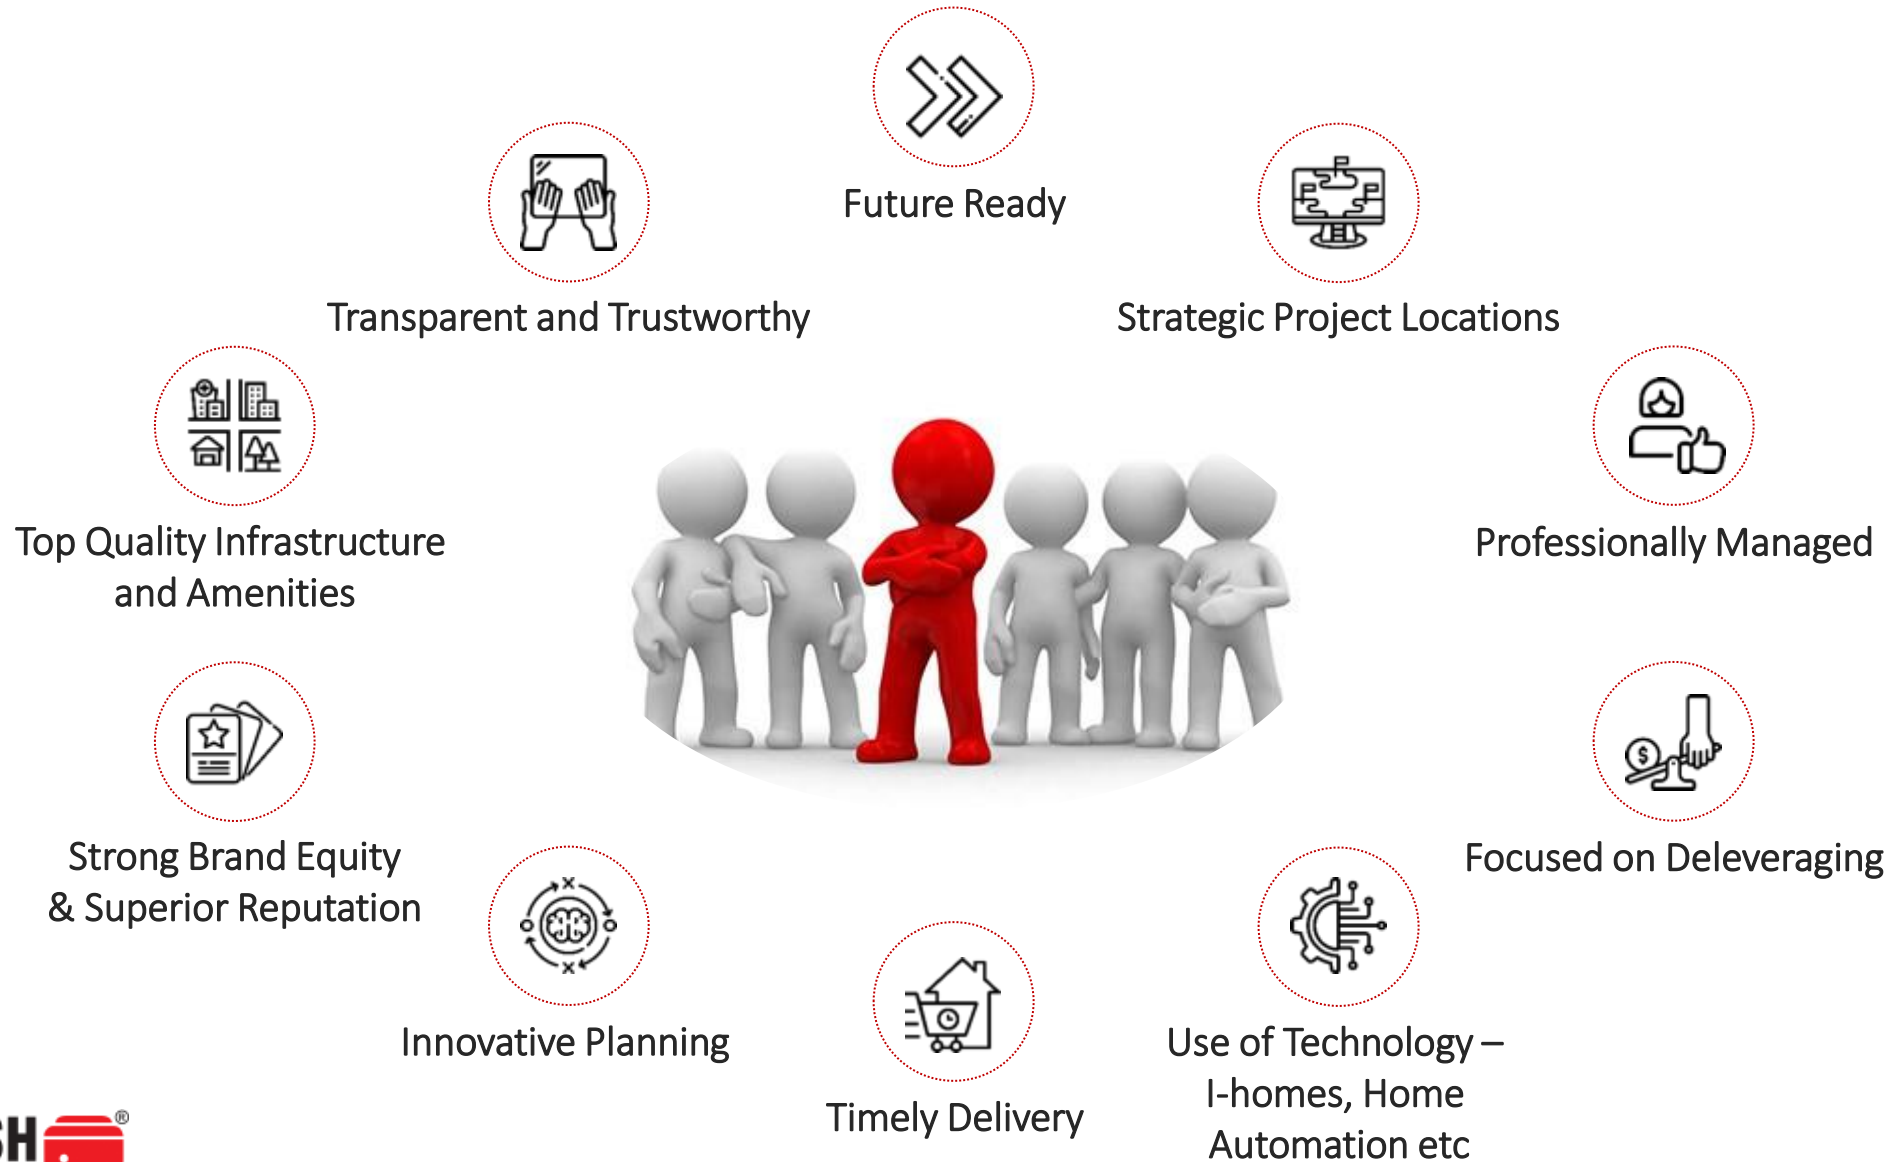 Future Ready
Transparent and Trustworthy
Strategic Project Locations
Top Quality Infrastructure
and Amenities
Professionally Managed
Strong Brand Equity
& Superior Reputation
Focused on Deleveraging
Innovative Planning
Timely Delivery
Use of Technology –
I-homes, Home
Automation etc